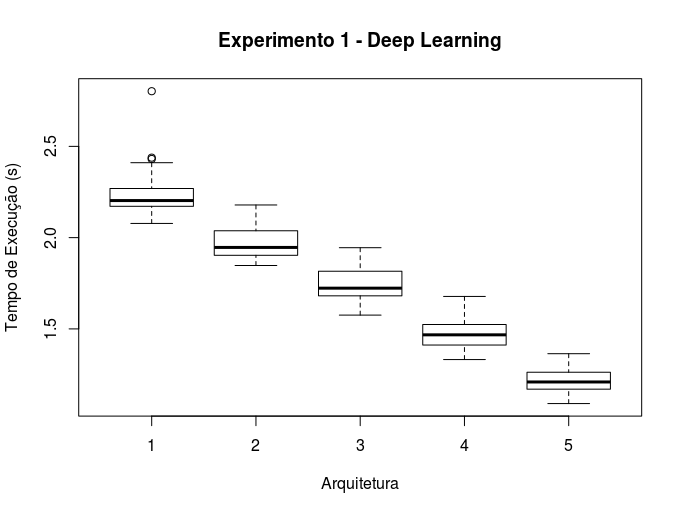 Experimento 1 - Deep Learning
Tempo de Execução (s)
2.5
2.0
1.5
1 2 3 4 5
Arquitetura